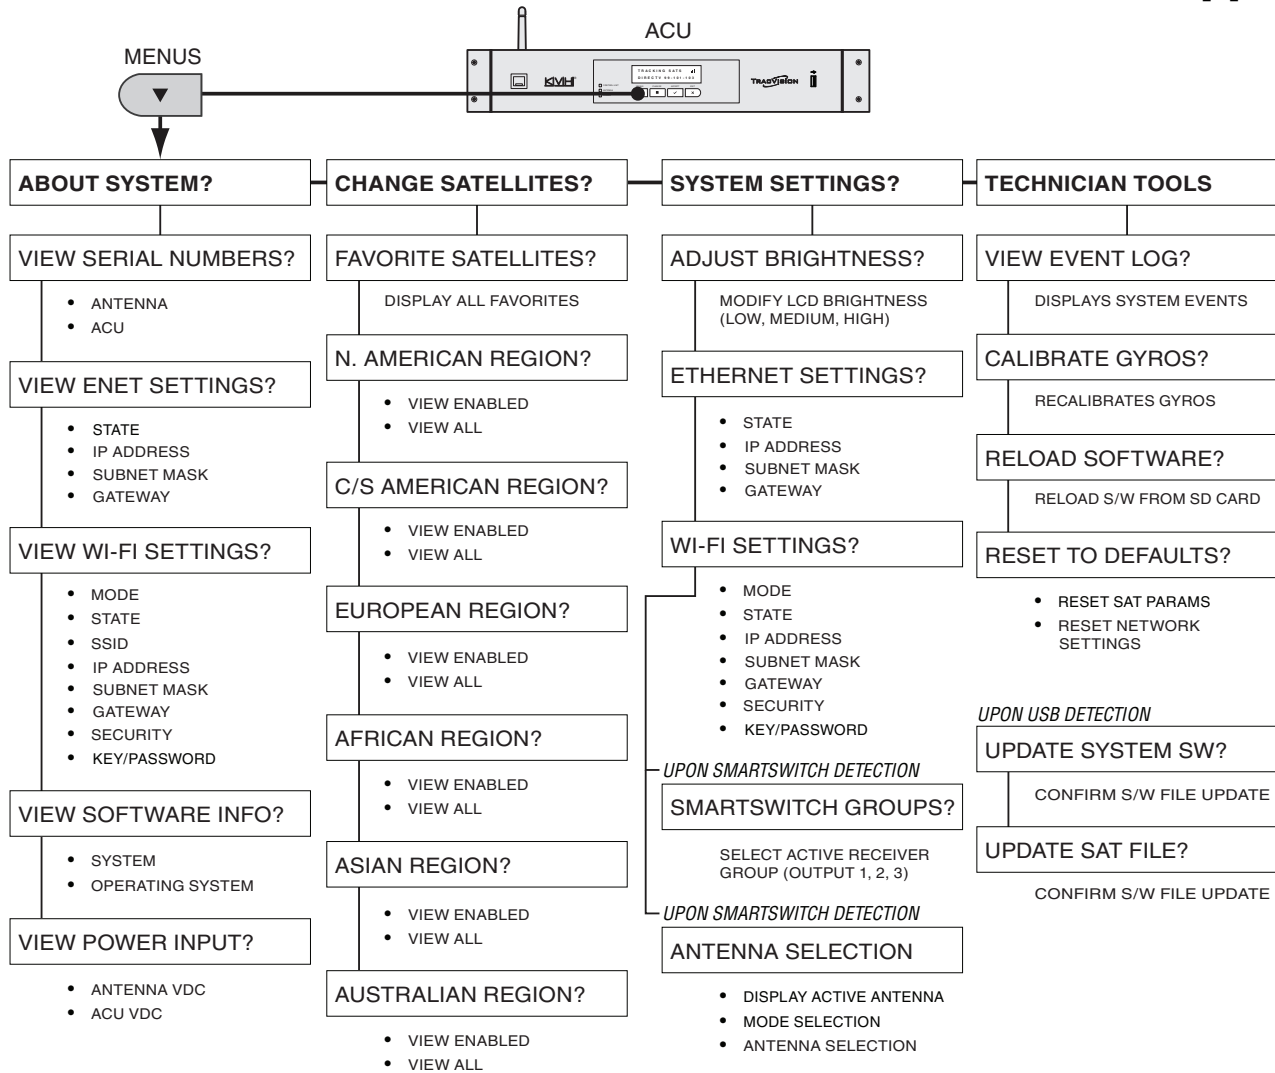 ACU
MENUS
KVH
TRACKING SATS
DIRECTV 99:101:103
TRACVISION
ABOUT SYSTEM?
VIEW SERIAL NUMBERS?
• ANTENNA
• ACU
VIEW ENET SETTINGS?
• STATE
• IP ADDRESS
• SUBNET MASK
• GATEWAY
VIEW WI-FI SETTINGS?
• MODE
• STATE
• SSID
• IP ADDRESS
• SUBNET MASK
• GATEWAY
• SECURITY
• KEY/PASSWORD
VIEW SOFTWARE INFO?
• SYSTEM
• OPERATING SYSTEM
VIEW POWER INPUT?
• ANTENNA VDC
• ACU VDC
CHANGE SATELLITES?
FAVORITE SATELLITES?
DISPLAY ALL FAVORITES
N. AMERICAN REGION?
• VIEW ENABLED
• VIEW ALL
C/S AMERICAN REGION?
• VIEW ENABLED
• VIEW ALL
EUROPEAN REGION?
• VIEW ENABLED
• VIEW ALL
AFRICAN REGION?
• VIEW ENABLED
• VIEW ALL
ASIAN REGION?
• VIEW ENABLED
• VIEW ALL
AUSTRALIAN REGION?
• VIEW ENABLED
• VIEW ALL
SYSTEM SETTINGS?
ADJUST BRIGHTNESS?
MODIFY LCD BRIGHTNESS
(LOW, MEDIUM, HIGH)
ETHERNET SETTINGS?
• STATE
• IP ADDRESS
• SUBNET MASK
• GATEWAY
WI-FI SETTINGS?
• MODE
• STATE
• IP ADDRESS
• SUBNET MASK
• GATEWAY
• SECURITY
• KEY/PASSWORD
UPON SMARTSWITCH DETECTION
SMARTSWITCH GROUPS?
SELECT ACTIVE RECEIVER
GROUP (OUTPUT 1, 2, 3)
UPON SMARTSWITCH DETECTION
ANTENNA SELECTION
• DISPLAY ACTIVE ANTENNA
• MODE SELECTION
• ANTENNA SELECTION
TECHNICIAN TOOLS
VIEW EVENT LOG?
DISPLAYS SYSTEM EVENTS
CALIBRATE GYROS?
RECALIBRATES GYROS
RELOAD SOFTWARE?
RELOAD S/W FROM SD CARD
RESET TO DEFAULTS?
• RESET SAT PARAMS
• RESET NETWORK
SETTINGS
UPON USB DETECTION
UPDATE SYSTEM SW?
CONFIRM S/W FILE UPDATE
UPDATE SAT FILE?
CONFIRM S/W FILE UPDATE